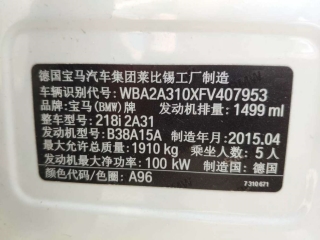 德国宝马汽车集团莱比锡工厂制造
车辆识别代号: WBA2A310XFV407953
品牌: 宝马(BMW)牌 发动机排量: 1499 ml
整车型号: 218i 2A31
发动机型号: B38A15A 制造年月: 2015.04
最大允许总质量: 1910 kg 乘坐人数: 5 人
发动机最大净功率: 100 kW 制造国: 德国
颜色代码/色圈: A96
7 310 671